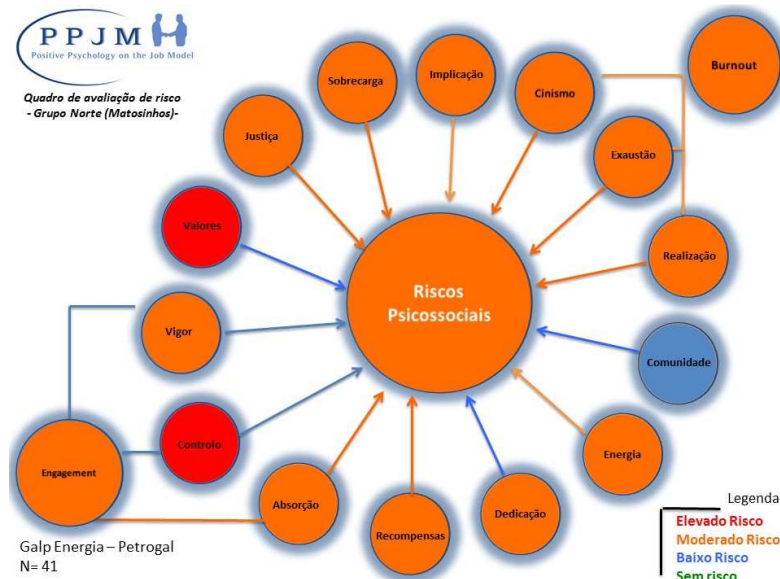 PPJM
Positive Psychology on the Job Model
Quadro de avaliação de risco
- Grupo Norte (Matosinhos)-
Sobrecarga
Implicação
Cinismo
Burnout
Justiça
Exaustão
Valores
Realização
Riscos
Psicossociais
Vigor
Comunidade
Controlo
Energia
Engagement
Absorção
Recompensas
Dedicação
Galp Energia – Petrogal
N= 41
Legenda
Elevado Risco
Moderado Risco
Baixo Risco
Sem risco